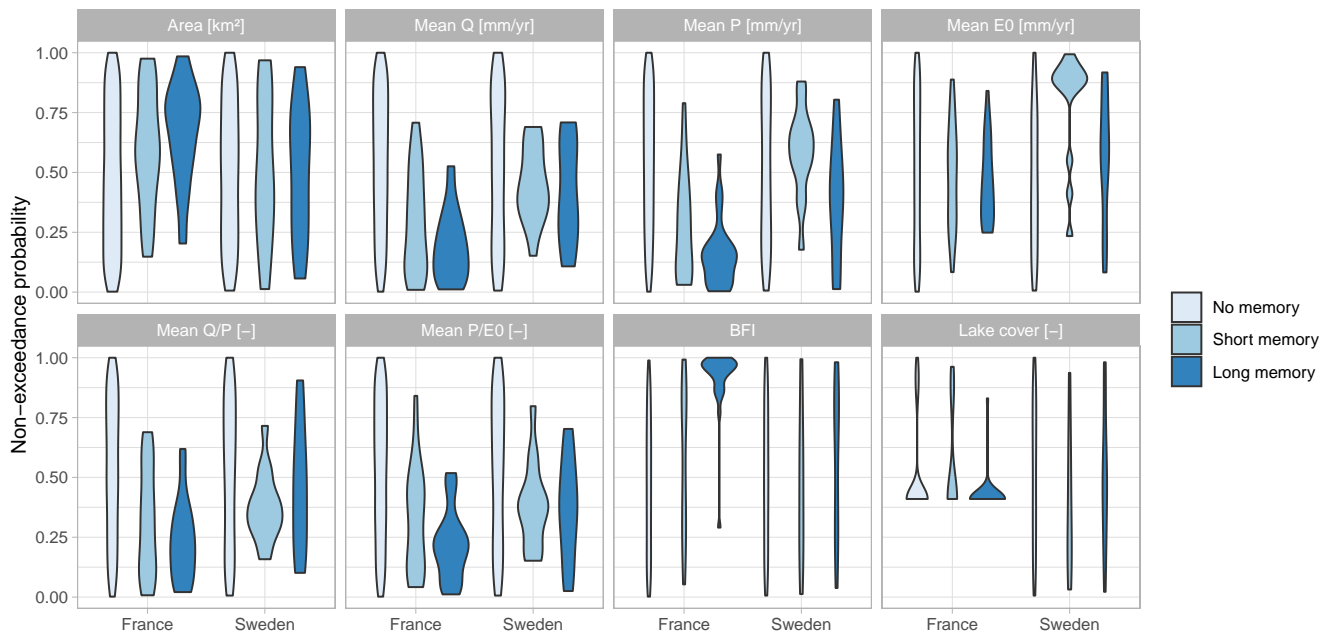 Area [km²] Mean Q [mm/yr] Mean P [mm/yr] Mean E0 [mm/yr]
1.00
0.75
0.50
0.25
0.00
Non−exceedance probability
Mean Q/P [−] Mean P/E0 [−] BFI Lake cover [−]
1.00
0.75
0.50
0.25
0.00
France Sweden France Sweden France Sweden France Sweden
No memory
Short memory
Long memory